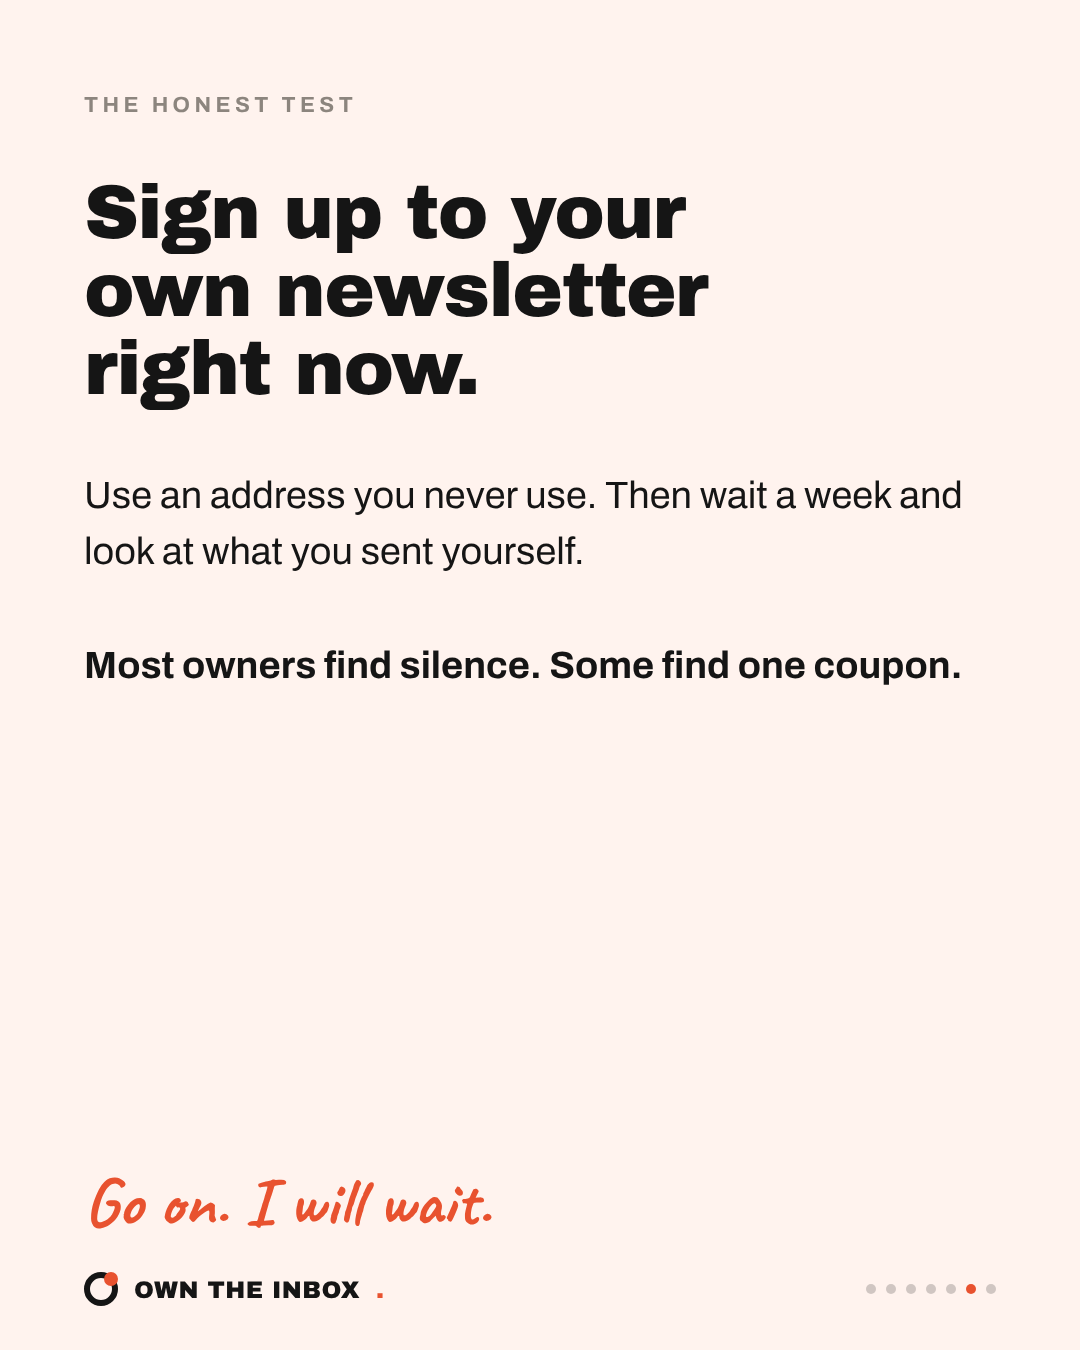 THE HONEST TEST
Sign up to your
own newsletter
right now.
Use an address you never use. Then wait a week and
look at what you sent yourself.
Most owners find silence. Some find one coupon.
Go on. I will wait.
OWN THE INBOX .